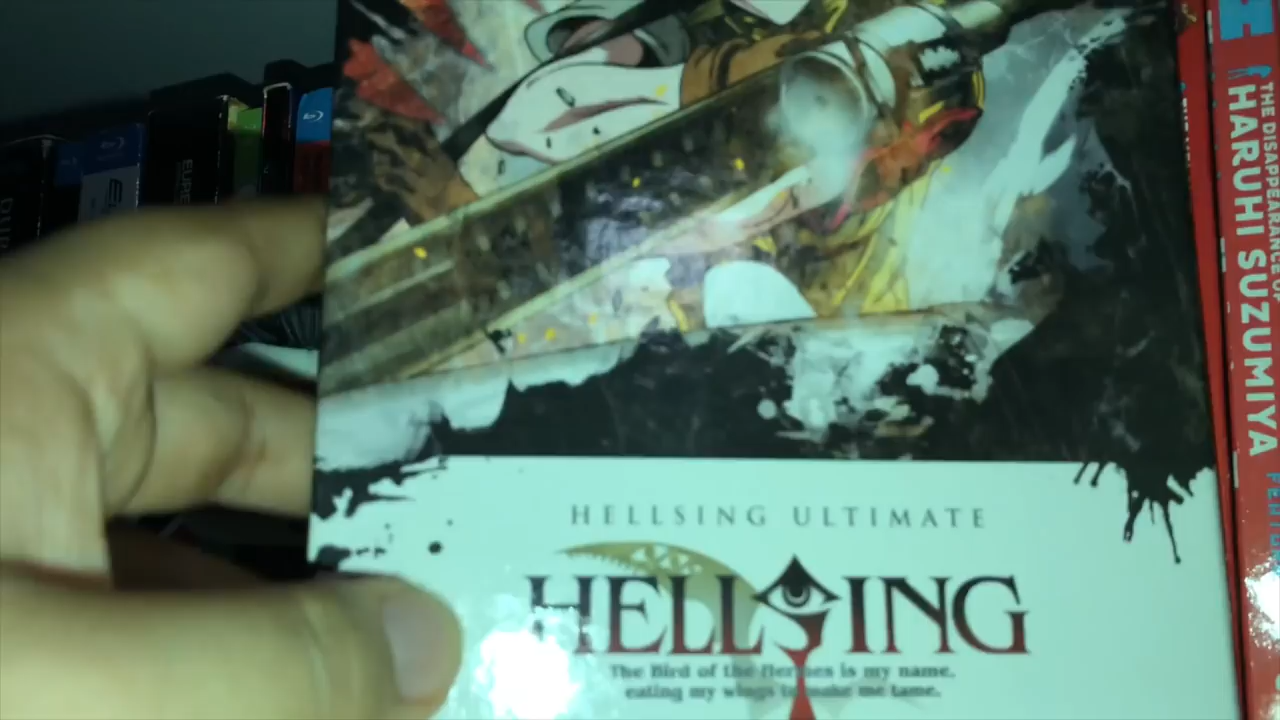 HELLSING ULTIMATE
HELLSING
The Bird of the Hermes is my name,
eating my wings to make me tame.
THE DISAPPEARANCE OF
HARUHI SUZUMIYA